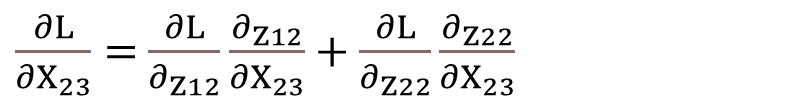 ∂L/∂X₂₃ = ∂L/∂z₁₂ ∂z₁₂/∂X₂₃ + ∂L/∂z₂₂ ∂z₂₂/∂X₂₃